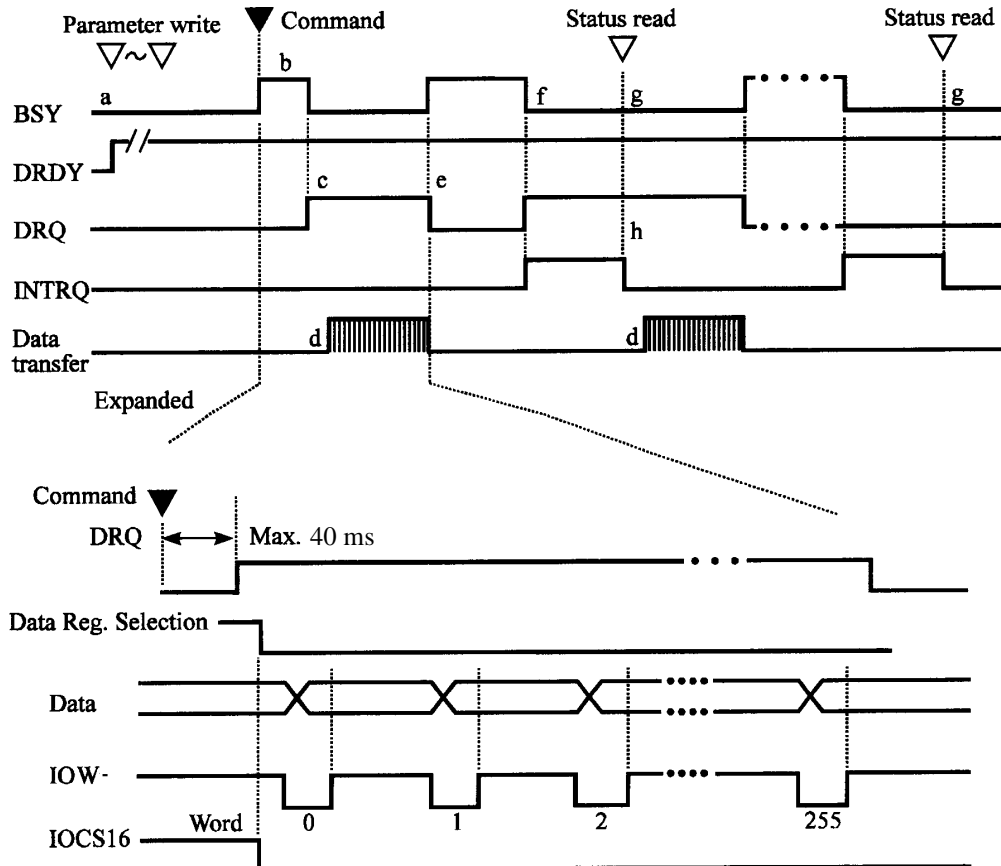 Parameter write
Command
Status read
Status read
b
a
f
g
g
BSY
DRDY
c
e
DRQ
h
INTRQ
d
d
Data
transfer
Expanded
Command
DRQ
Max. 40 ms
Data Reg. Selection
Data
IOW-
Word
0
1
2
255
IOCS16